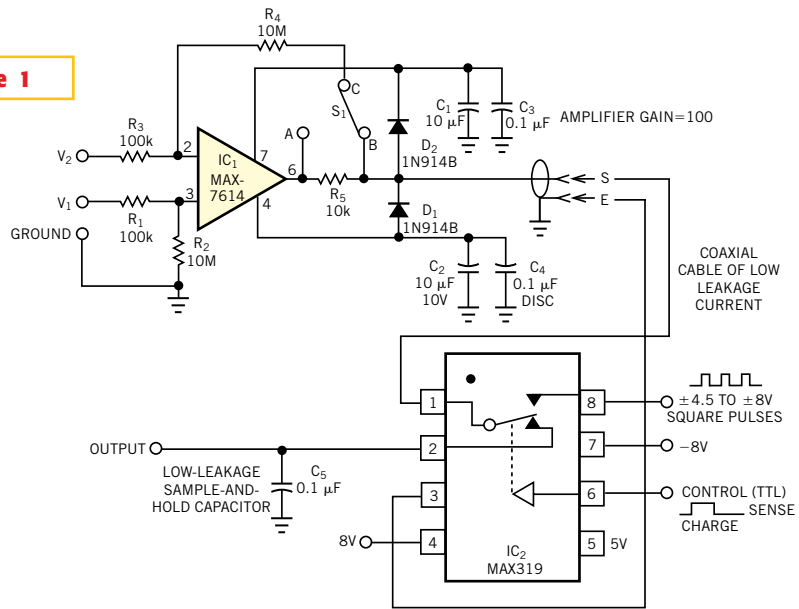 e 1
R4
10M
C
S1
A
B
C1
10 µF
C3
0.1 µF
AMPLIFIER GAIN=100
D2
1N914B
R3
100k
V2
2
IC1
MAX-
7614
7
6
3
4
V1
R1
100k
R5
10k
S
E
GROUND
R2
10M
D1
1N914B
C2
10 µF
10V
C4
0.1 µF
DISC
COAXIAL
CABLE OF LOW
LEAKAGE
CURRENT
1
8
±4.5 TO ±8V
SQUARE PULSES
OUTPUT
2
7
–8V
LOW-LEAKAGE
SAMPLE-AND-
HOLD CAPACITOR
C5
0.1 µF
3
6
CONTROL (TTL)
SENSE
CHARGE
8V
4
5
5V
IC2
MAX319